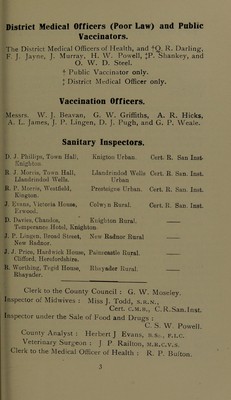 District Medical Officers (Poor Law) and Public
Vaccinators.
The District Medical Officers of Health, and †Q. R. Darling,
F. J. Jayne, J. Murray, H. W. Powell, ‡P. Shankey, and
O. W. D. Steel.
† Public Vaccinator only.
‡ District Medical Officer only.
Vaccination Officers.
Messrs. W. J. Beavan, G. W. Griffiths, A. R. Hicks,
A. L. James, J. P. Lingen, D. J. Pugh, and G. P. Weale.
Sanitary Inspectors.
D. J. Phillips, Town Hall, Knighton Urban. Cert. R. San Inst
Knighton
R. J. Morris, Town Hall, Llandrindod Wells Cert. R. San. Inst.
Llandrindod Wells. Urban
R. P. Morris, Westfield, Presteigne Urban. Cert. R. San. Inst.
Kington.
J. Evans, Victoria House, Colwyn Rural. Cert. R. San. Inst.
Erwood.
D. Davies, Chandos, Knighton Rural.
Temperance Hotel, Knighton
J. P. Lingen, Broad Street, New Radnor Rural
New Radnor.
J. J. Price, Hardwick House, Painscastle Rural.
Clifford, Herefordshire.
R. Worthing, Tegid House, Rhayader Rural.
Rhayader.
Clerk to the County Council : G. W. Moseley.
Inspector of Midwives : Miss J. Todd, S.R.N.,
Cert. C.M.B., C.R.San.Inst.
Inspector under the Sale of Food and Drugs :
C. S. W. Powell.
County Analyst : Herbert J Evans, B.Sc., F.I.C.
Veterinary Surgeon : J P Railton, M.R.C.V.S.
Clerk to the Medical Officer of Health : R. P. Bufton.
3